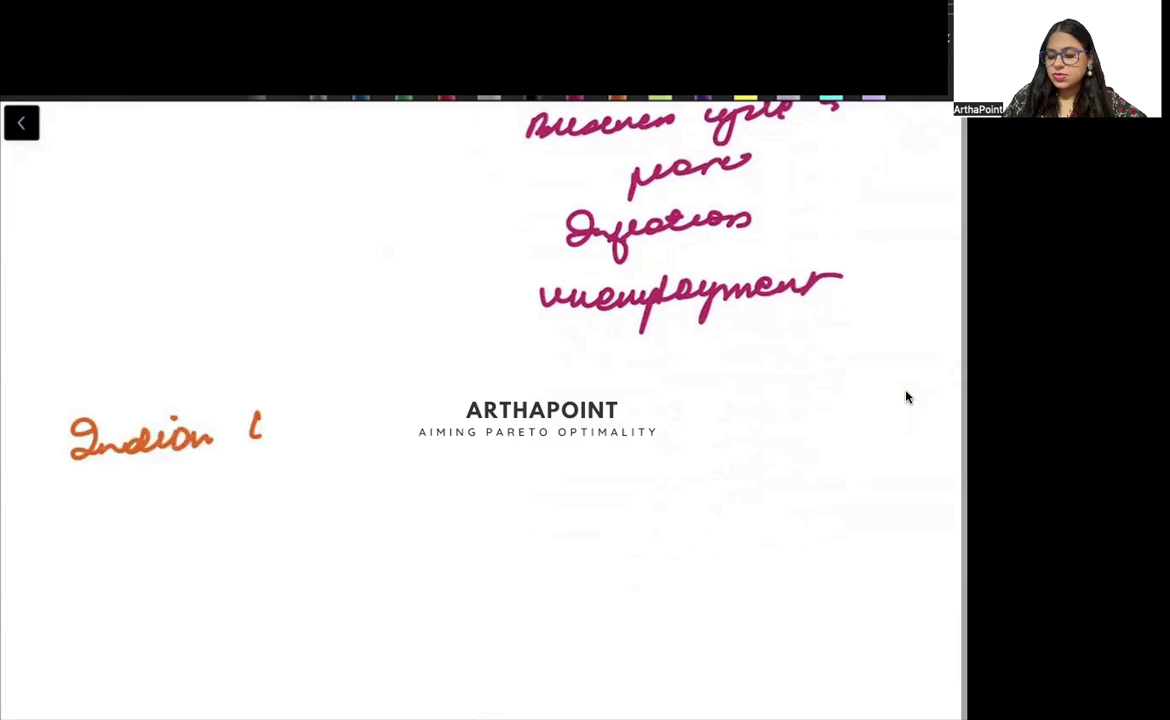 ArthaPoint
Business cycle
Inflation
unemployment
ARTHAPOINT
AIMING PARETO OPTIMALITY
Indian